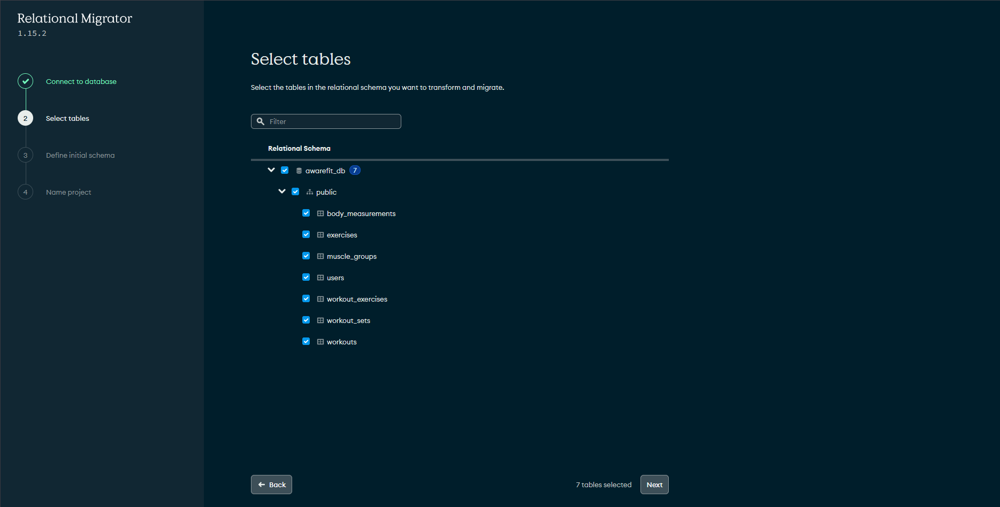 Relational Migrator
1.15.2
Connect to database
2 Select tables
3 Define initial schema
4 Name project
Select tables
Select the tables in the relational schema you want to transform and migrate.
Filter
Relational Schema
awarefit_db 7
public
body_measurements
exercises
muscle_groups
users
workout_exercises
workout_sets
workouts
Back
7 tables selected
Next